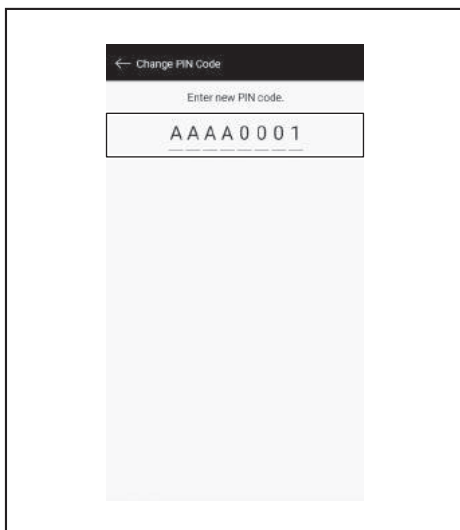 ← Change PIN Code
Enter new PIN code.
AAAA0001